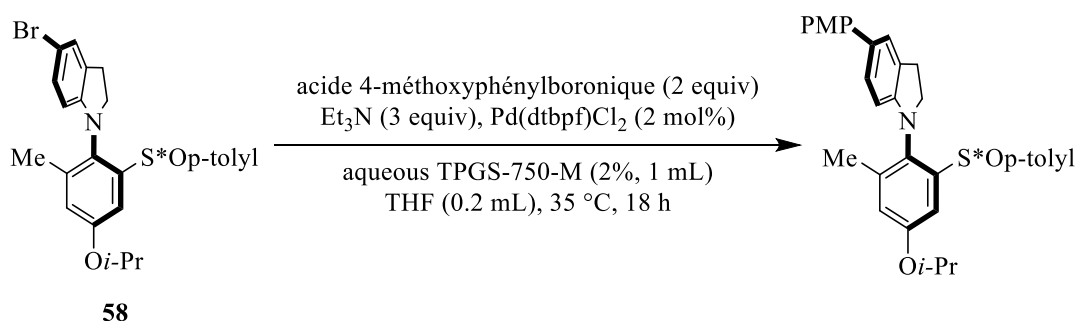 Br
N
Me
S*Op-tolyl
Oi-Pr
58
acide 4-méthoxyphénylboronique (2 equiv)
Et₃N (3 equiv), Pd(dtbpf)Cl₂ (2 mol%)
aqueous TPGS-750-M (2%, 1 mL)
THF (0.2 mL), 35 °C, 18 h
PMP
N
Me
S*Op-tolyl
Oi-Pr